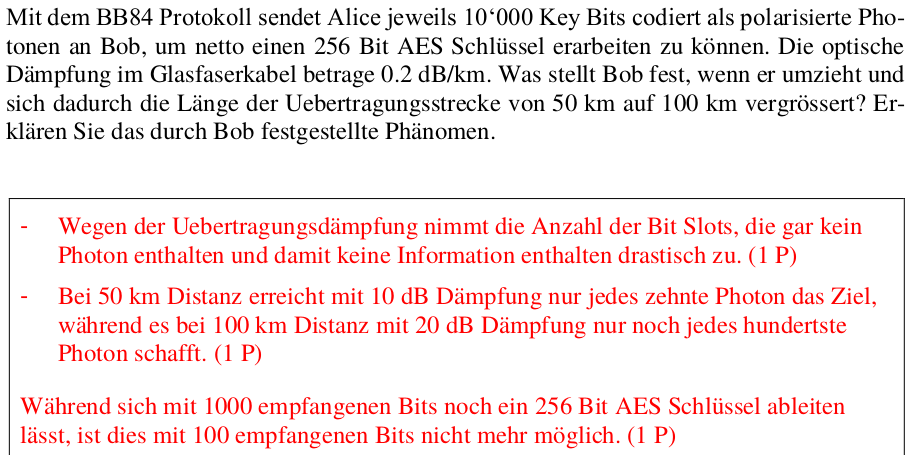 Mit dem BB84 Protokoll sendet Alice jeweils 10‘000 Key Bits codiert als polarisierte Pho-
tonen an Bob, um netto einen 256 Bit AES Schlüssel erarbeiten zu können. Die optische
Dämpfung im Glasfaserkabel betrage 0.2 dB/km. Was stellt Bob fest, wenn er umzieht und
sich dadurch die Länge der Uebertragungsstrecke von 50 km auf 100 km vergrössert? Er-
klären Sie das durch Bob festgestellte Phänomen.
- Wegen der Uebertragungsdämpfung nimmt die Anzahl der Bit Slots, die gar kein
Photon enthalten und damit keine Information enthalten drastisch zu. (1 P)
- Bei 50 km Distanz erreicht mit 10 dB Dämpfung nur jedes zehnte Photon das Ziel,
während es bei 100 km Distanz mit 20 dB Dämpfung nur noch jedes hundertste
Photon schafft. (1 P)
Während sich mit 1000 empfangenen Bits noch ein 256 Bit AES Schlüssel ableiten
lässt, ist dies mit 100 empfangenen Bits nicht mehr möglich. (1 P)